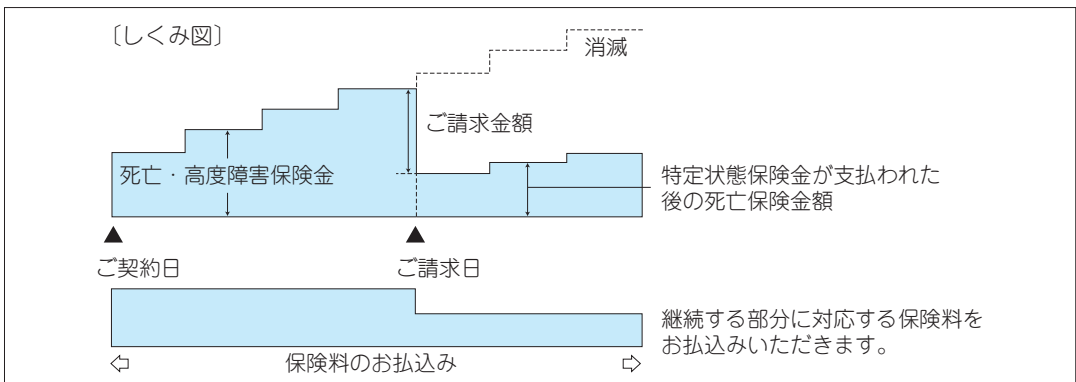 〔しくみ図〕
消滅
ご請求金額
死亡・高度障害保険金
特定状態保険金が支払われた
後の死亡保険金額
ご契約日
ご請求日
継続する部分に対応する保険料を
お払込みいただきます。
保険料のお払込み